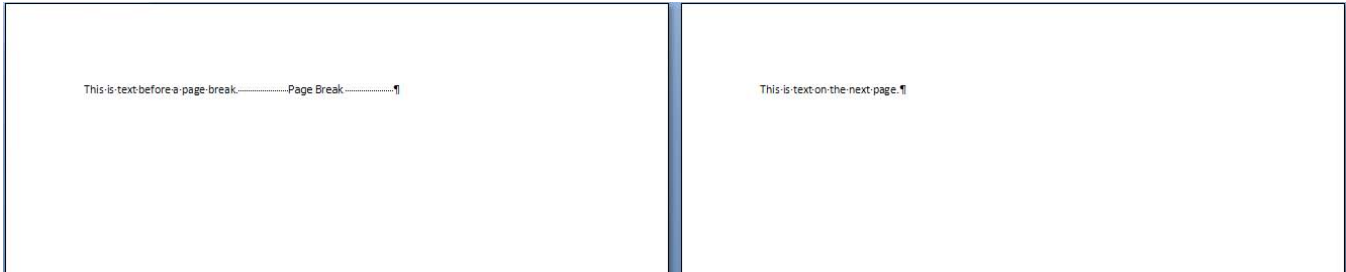 This is text before a page break. Page Break ¶
This is text on the next page.¶